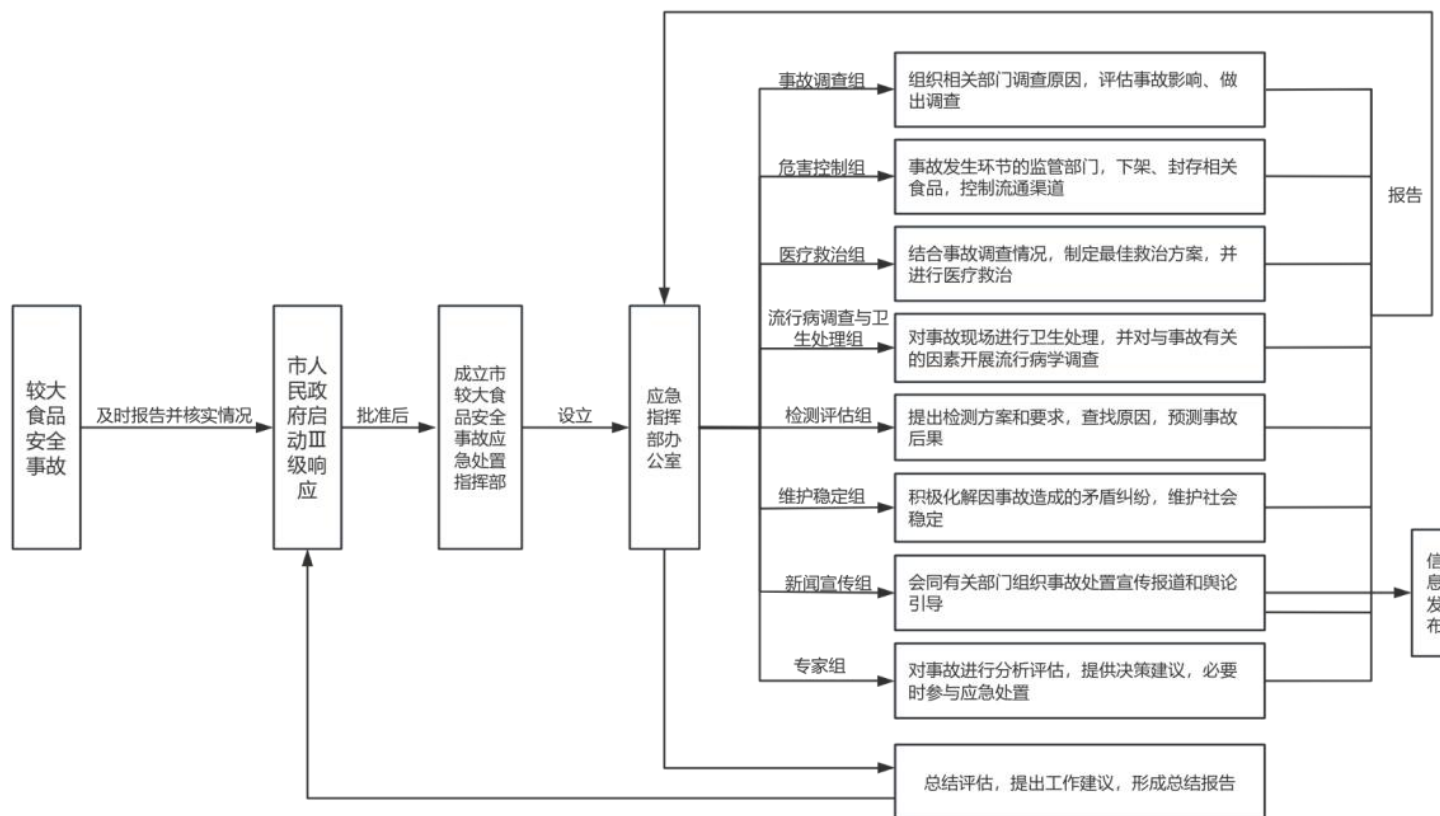 较大
食品
安全
事故
及时报告并核实情况
市人
民政
府启
动Ⅲ
级响
应
批准后
成立市
较大食
品安全
事故应
急处置
指挥部
设立
应急
指挥
部办
公室
事故调查组
组织相关部门调查原因，评估事故影响、做
出调查
危害控制组
事故发生环节的监管部门，下架、封存相关
食品，控制流通渠道
医疗救治组
结合事故调查情况，制定最佳救治方案，并
进行医疗救治
流行病调查与卫
生处理组
对事故现场进行卫生处理，并对与事故有关
的因素开展流行病学调查
检测评估组
提出检测方案和要求，查找原因，预测事故
后果
维护稳定组
积极化解因事故造成的矛盾纠纷，维护社会
稳定
新闻宣传组
会同有关部门组织事故处置宣传报道和舆论
引导
专家组
对事故进行分析评估，提供决策建议，必要
时参与应急处置
总结评估，提出工作建议，形成总结报告
报告
信
息
发
布